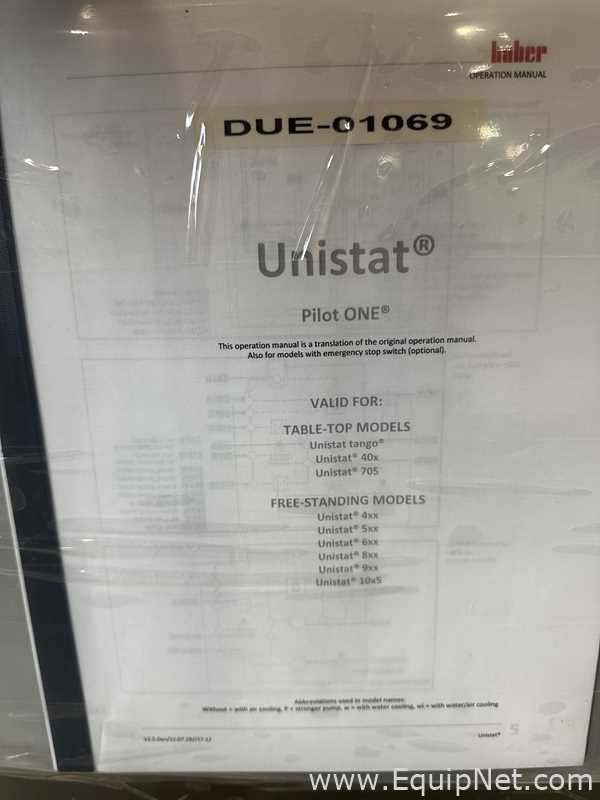 huber
OPERATION MANUAL
DUE-01069
Unistat®
Pilot ONE®
This operation manual is a translation of the original operation manual.
Also for models with emergency stop switch (optional).
VALID FOR:
TABLE-TOP MODELS
Unistat tango®
Unistat® 40x
Unistat® 705
FREE-STANDING MODELS
Unistat® 4xx
Unistat® 5xx
Unistat® 6xx
Unistat® 8xx
Unistat® 9xx
Unistat® 10x5
Abbreviations used in model names
Without = with air cooling, P = stronger pump, w = with water cooling, wl = with water/air cooling
Unistat®
5
www.EquipNet.com